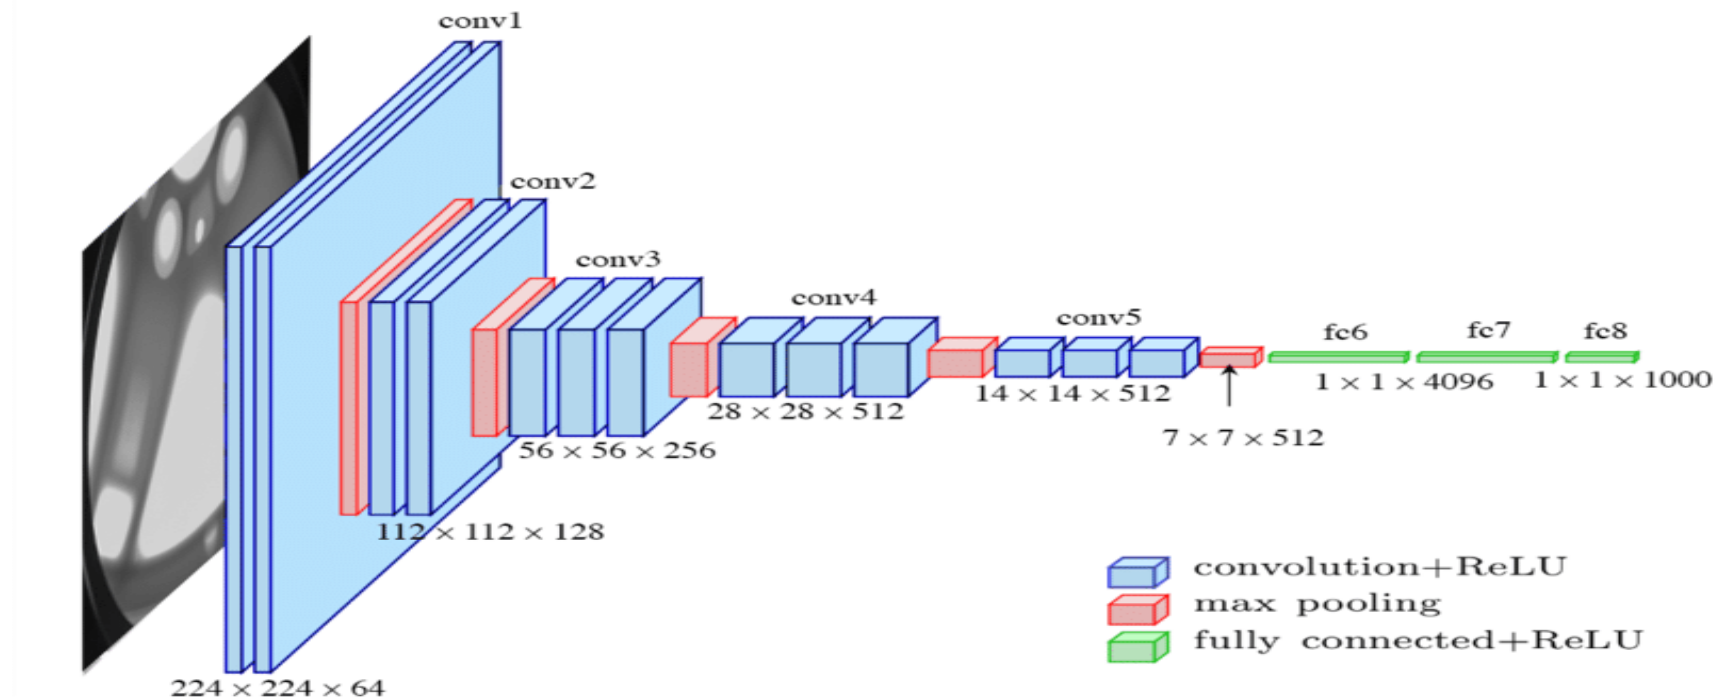 conv1
conv2
conv3
conv4
conv5
fc6
fc7
fc8
1 × 1 × 4096
1 × 1 × 1000
14 × 14 × 512
28 × 28 × 512
7 × 7 × 512
56 × 56 × 256
112 × 112 × 128
224 × 224 × 64
convolution+ReLU
max pooling
fully connected+ReLU